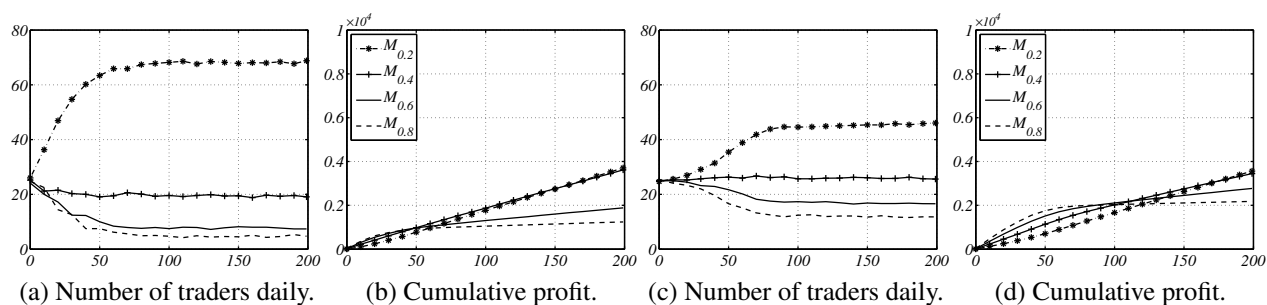 80
60
40
20
0
0 50 100 150 200
(a) Number of traders daily.
1×10⁴
0.8
0.6
0.4
0.2
0
0 50 100 150 200
M0.2
M0.4
M0.6
M0.8
(b) Cumulative profit.
80
60
40
20
0
0 50 100 150 200
(c) Number of traders daily.
1×10⁴
0.8
0.6
0.4
0.2
0
0 50 100 150 200
M0.2
M0.4
M0.6
M0.8
(d) Cumulative profit.